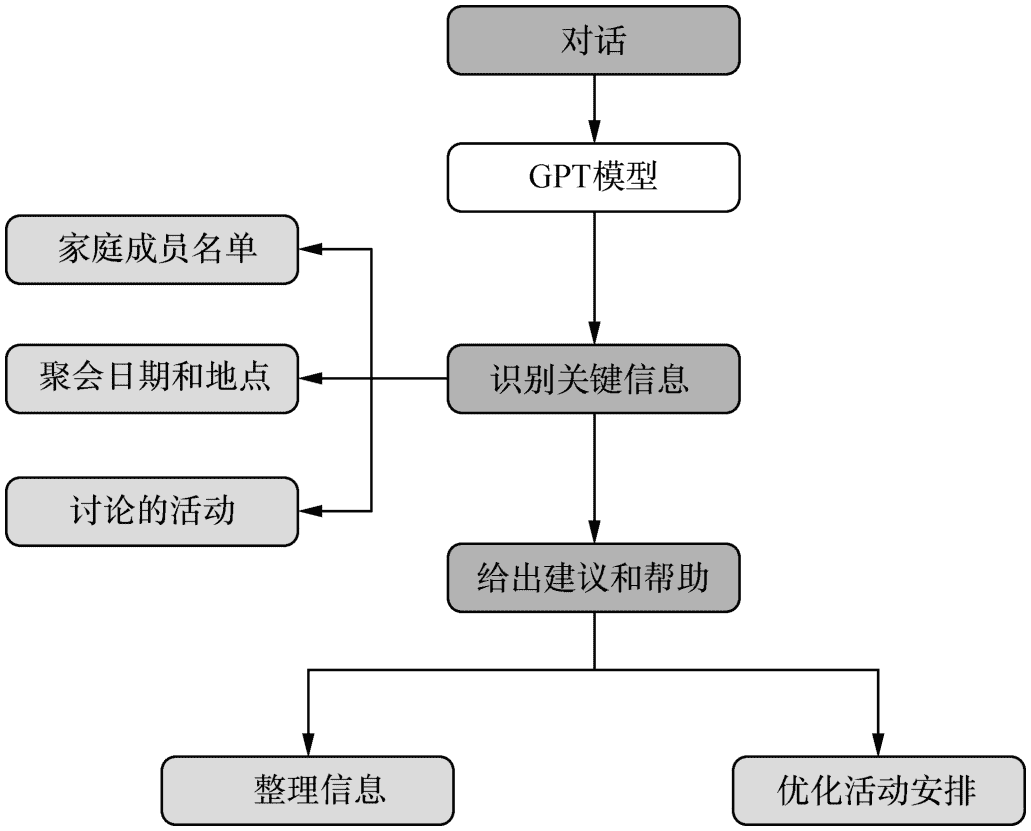 对话
GPT模型
家庭成员名单
聚会日期和地点
识别关键信息
讨论的活动
给出建议和帮助
整理信息
优化活动安排